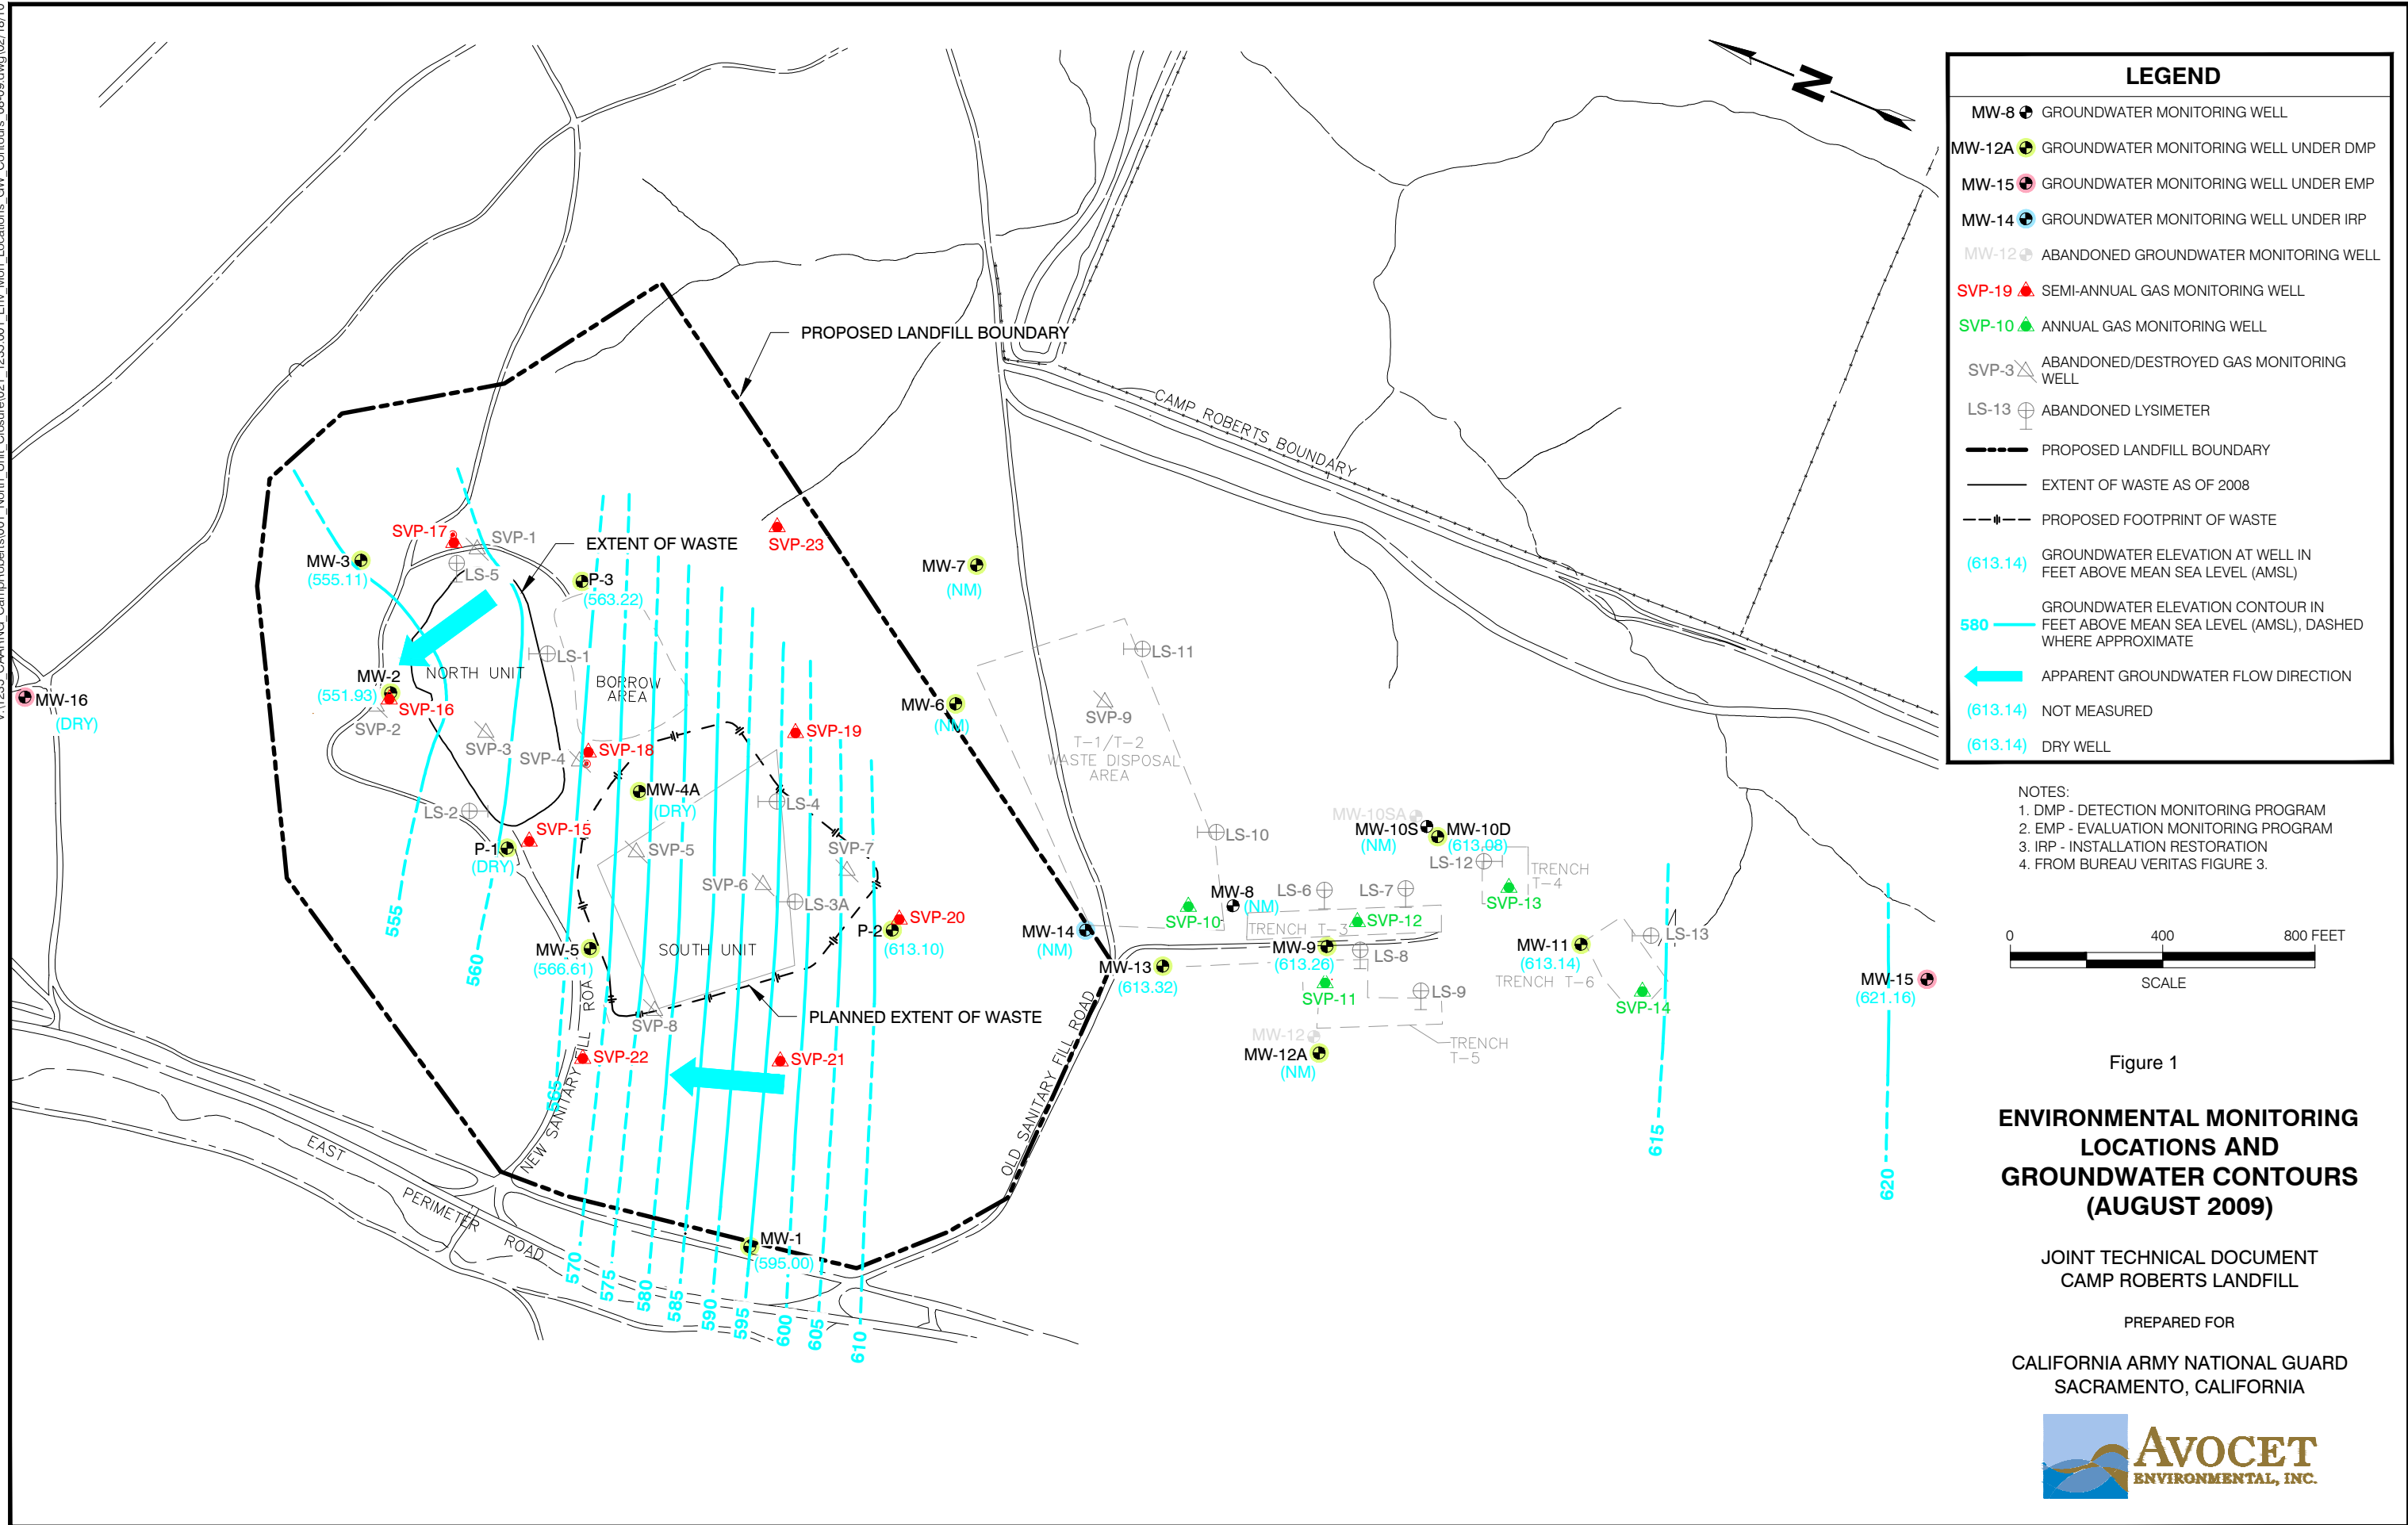 LEGEND
MW-8 GROUNDWATER MONITORING WELL
MW-12A GROUNDWATER MONITORING WELL UNDER DMP
MW-15 GROUNDWATER MONITORING WELL UNDER EMP
MW-14 GROUNDWATER MONITORING WELL UNDER IRP
MW-12 ABANDONED GROUNDWATER MONITORING WELL
SVP-19 SEMI-ANNUAL GAS MONITORING WELL
SVP-10 ANNUAL GAS MONITORING WELL
SVP-3 ABANDONED/DESTROYED GAS MONITORING
WELL
LS-13 ABANDONED LYSIMETER
PROPOSED LANDFILL BOUNDARY
EXTENT OF WASTE AS OF 2008
PROPOSED FOOTPRINT OF WASTE
(613.14) GROUNDWATER ELEVATION AT WELL IN
FEET ABOVE MEAN SEA LEVEL (AMSL)
580 GROUNDWATER ELEVATION CONTOUR IN
FEET ABOVE MEAN SEA LEVEL (AMSL), DASHED
WHERE APPROXIMATE
APPARENT GROUNDWATER FLOW DIRECTION
(613.14) NOT MEASURED
(613.14) DRY WELL
NOTES:
1. DMP - DETECTION MONITORING PROGRAM
2. EMP - EVALUATION MONITORING PROGRAM
3. IRP - INSTALLATION RESTORATION
4. FROM BUREAU VERITAS FIGURE 3.
0 400 800 FEET
SCALE
Figure 1
ENVIRONMENTAL MONITORING
LOCATIONS AND
GROUNDWATER CONTOURS
(AUGUST 2009)
JOINT TECHNICAL DOCUMENT
CAMP ROBERTS LANDFILL
PREPARED FOR
CALIFORNIA ARMY NATIONAL GUARD
SACRAMENTO, CALIFORNIA
AVOCET
ENVIRONMENTAL, INC.
N
PROPOSED LANDFILL BOUNDARY
CAMP ROBERTS BOUNDARY
SVP-17
SVP-1
EXTENT OF WASTE
SVP-23
MW-3
(555.11)
LS-5
P-3
(563.22)
MW-7
(NM)
LS-1
NORTH UNIT
BORROW
AREA
LS-11
MW-16
(DRY)
MW-2
(551.93)
SVP-16
SVP-2
SVP-3
SVP-4
SVP-18
SVP-19
MW-6
(NM)
SVP-9
T-1/T-2
WASTE DISPOSAL
AREA
MW-4A
(DRY)
LS-4
LS-2
SVP-15
P-1
(DRY)
SVP-5
SVP-7
SVP-6
LS-3A
LS-10
MW-10SA
MW-10S
(NM)
MW-10D
(613.08)
LS-12
TRENCH
T-4
SVP-13
LS-6
LS-7
MW-8
(NM)
SVP-10
SVP-12
TRENCH T-3
SVP-20
P-2
(613.10)
MW-14
(NM)
MW-5
(566.61)
SOUTH UNIT
MW-13
(613.32)
MW-9
(613.26)
LS-8
MW-11
(613.14)
LS-13
TRENCH T-6
SVP-14
MW-15
(621.16)
SVP-11
LS-9
SVP-8
PLANNED EXTENT OF WASTE
MW-12
MW-12A
(NM)
TRENCH
T-5
SVP-22
SVP-21
NEW SANITARY FILL ROAD
OLD SANITARY FILL ROAD
EAST
PERIMETER
ROAD
MW-1
(595.00)
555
560
565
570
575
580
585
590
595
600
605
610
615
620